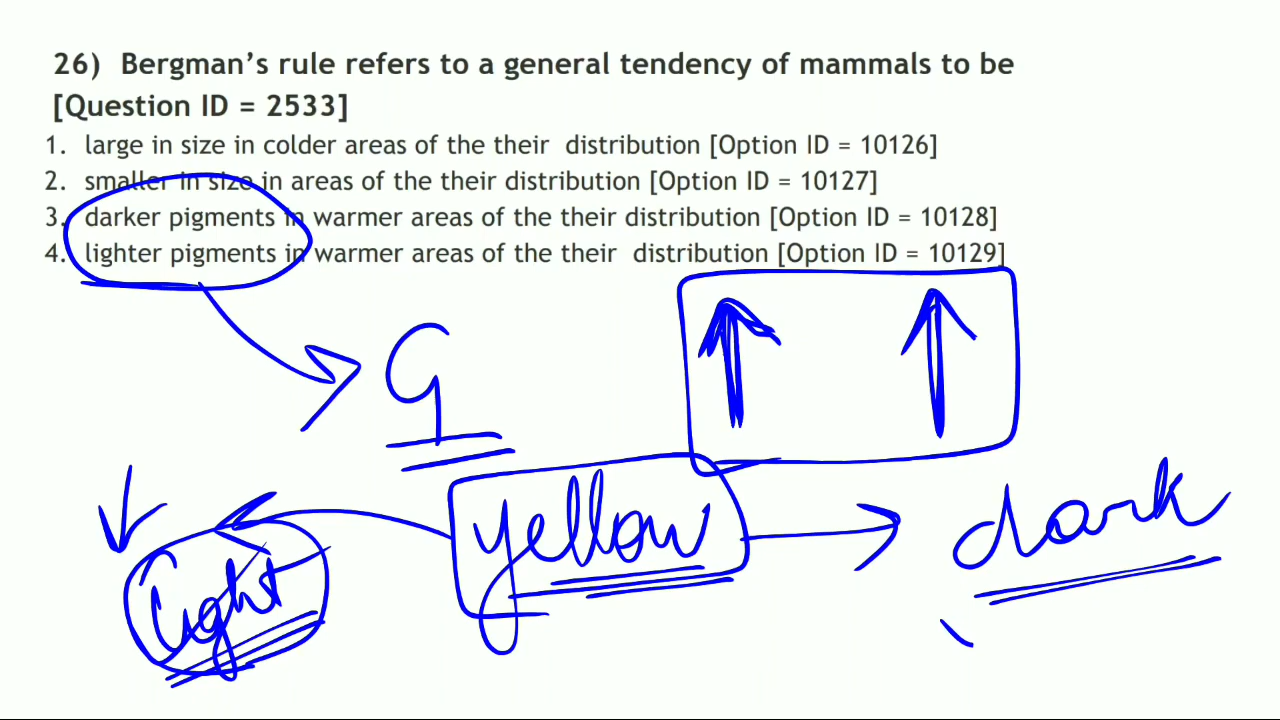 26) Bergman's rule refers to a general tendency of mammals to be
[Question ID = 2533]
1. large in size in colder areas of the their distribution [Option ID = 10126]
2. smaller in size in areas of the their distribution [Option ID = 10127]
3. darker pigments in warmer areas of the their distribution [Option ID = 10128]
4. lighter pigments in warmer areas of the their distribution [Option ID = 10129]
G
Light yellow dark